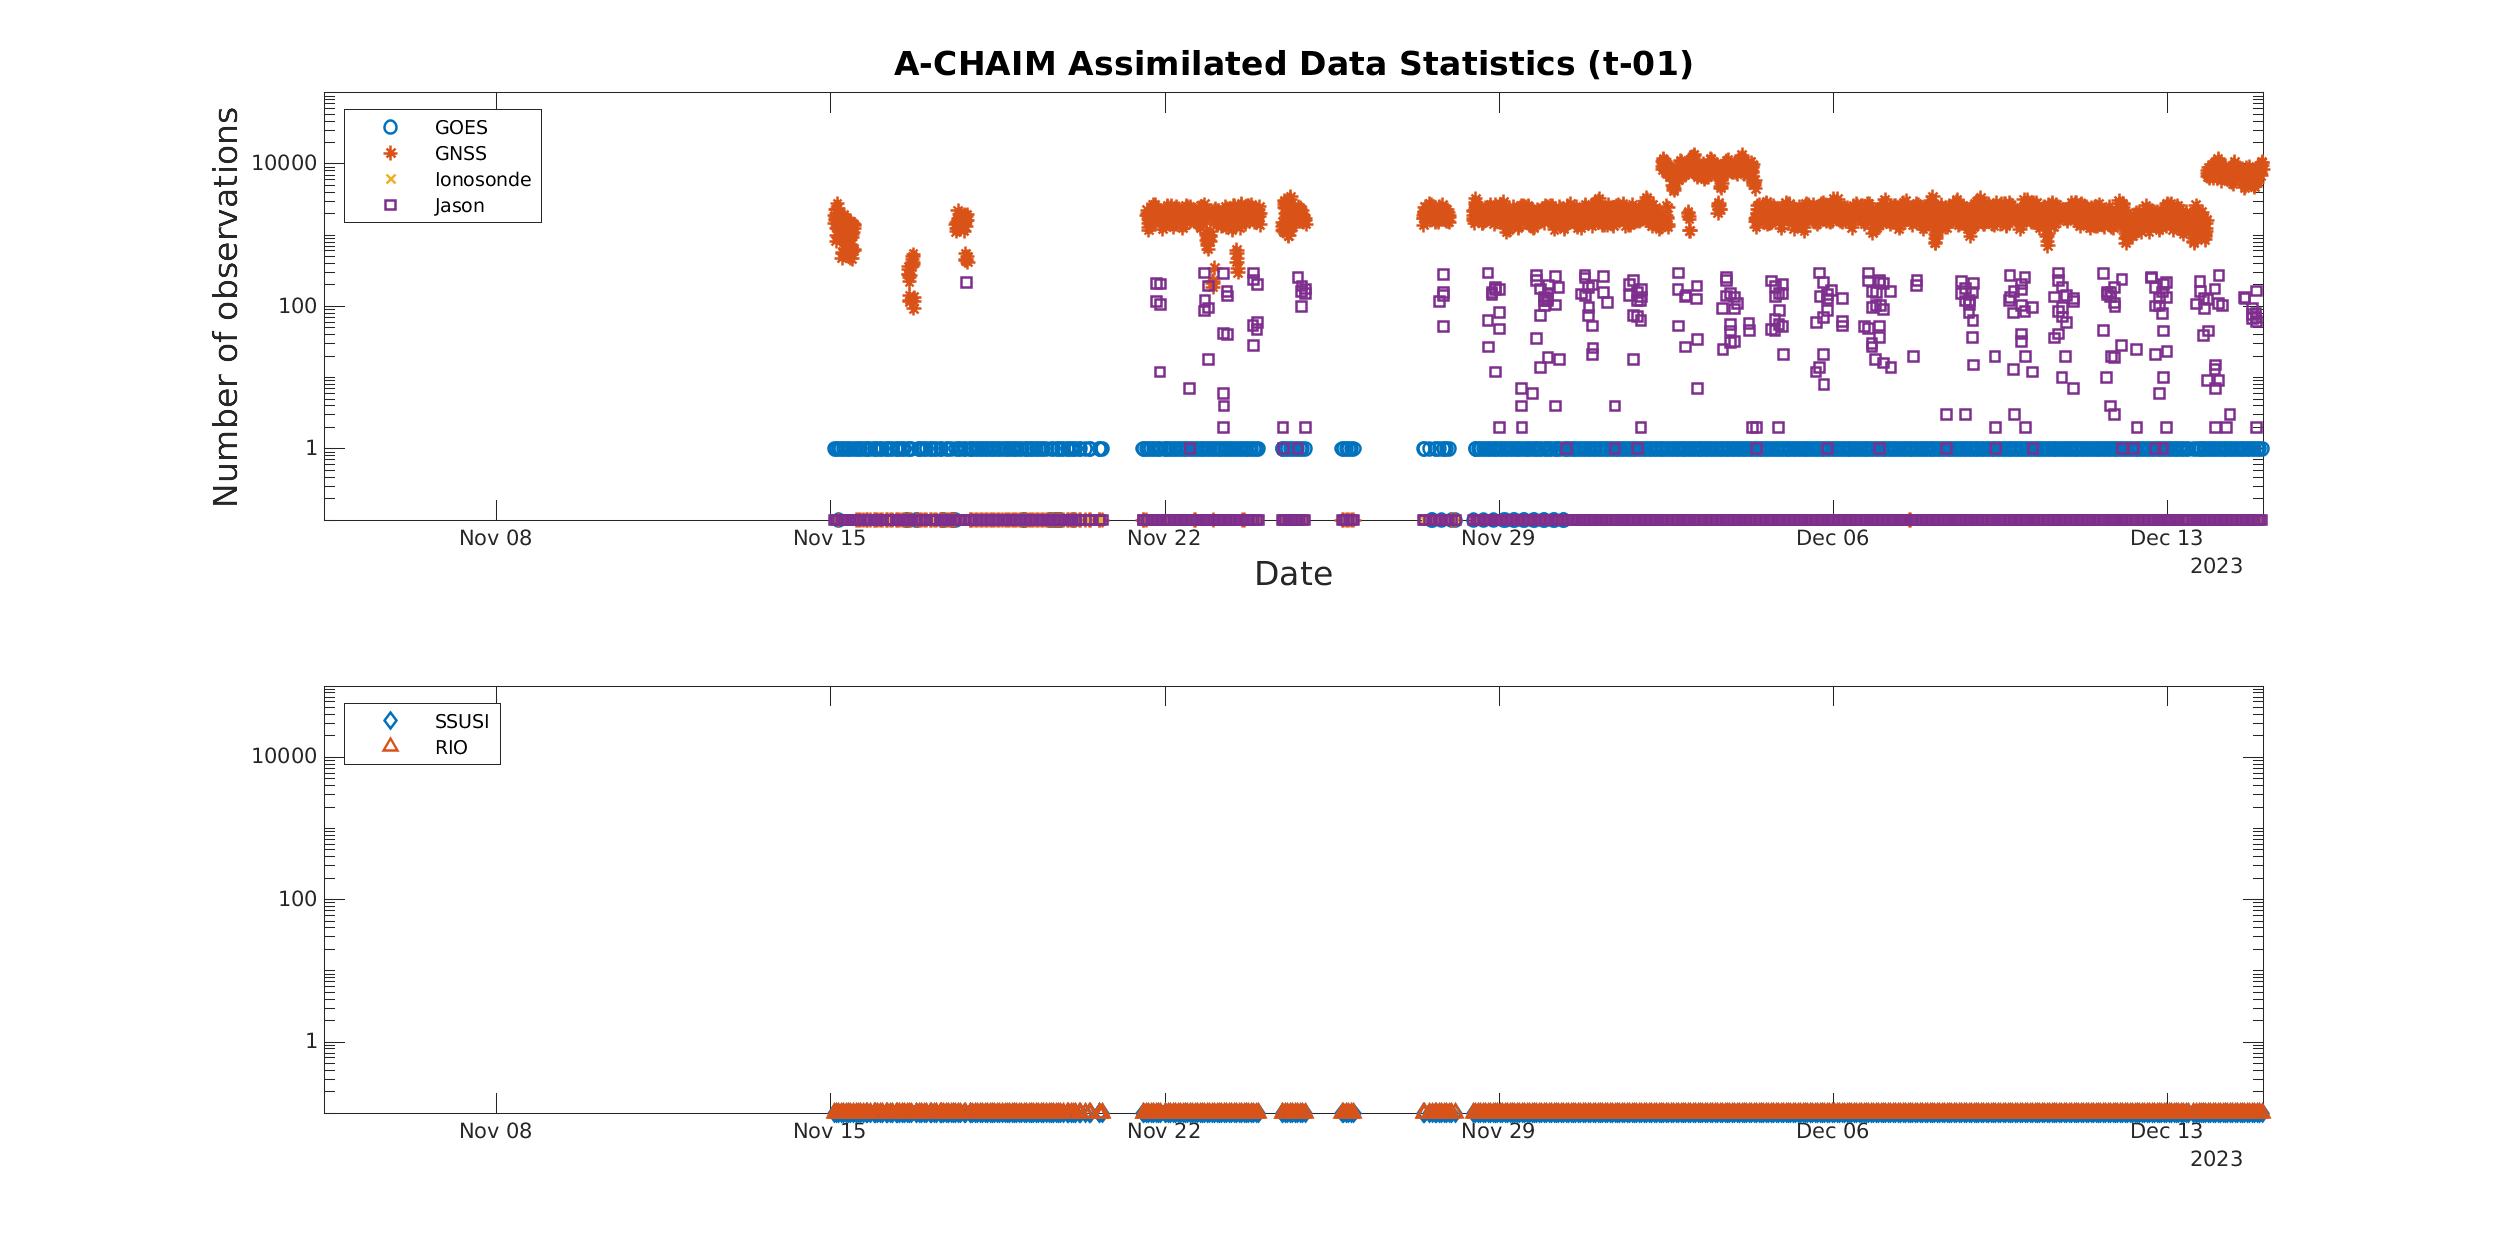 A-CHAIM Assimilated Data Statistics (t-01)
Number of observations
GOES
GNSS
Ionosonde
Jason
10000
100
1
Nov 08 Nov 15 Nov 22 Nov 29 Dec 06 Dec 13
2023
Date
SSUSI
RIO
10000
100
1
Nov 08 Nov 15 Nov 22 Nov 29 Dec 06 Dec 13
2023